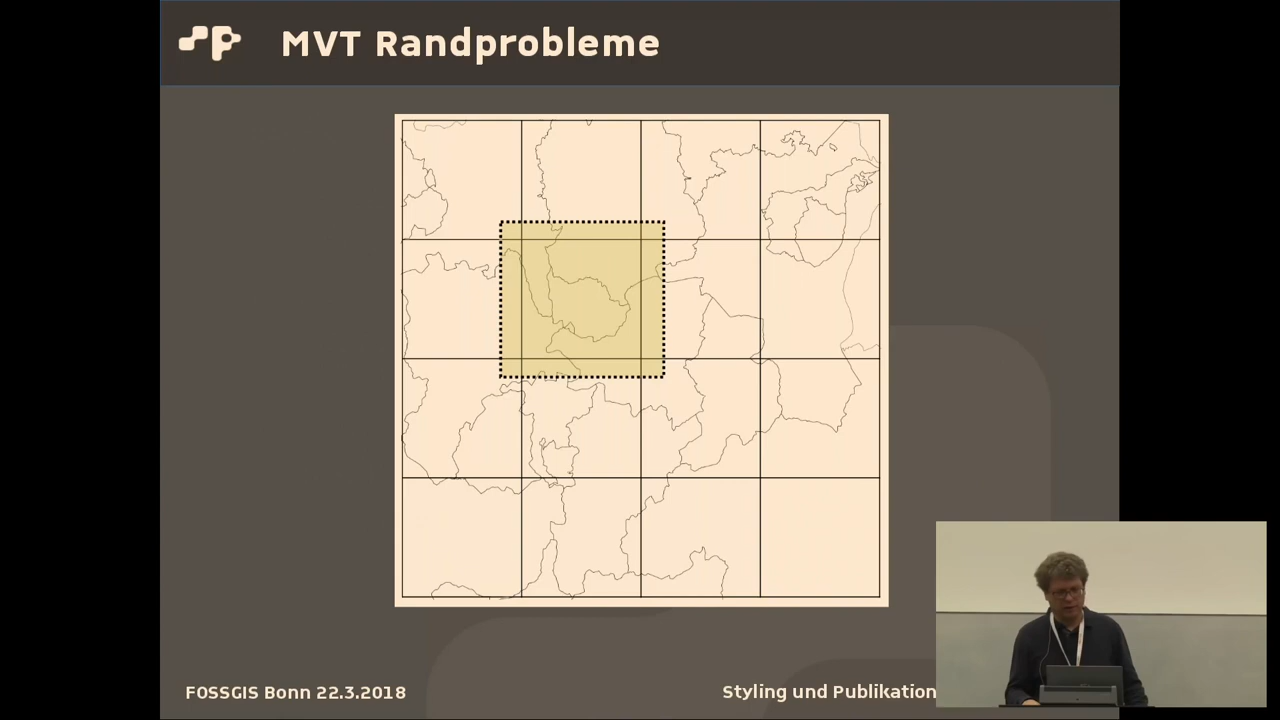 MVT Randprobleme
FOSSGIS Bonn 22.3.2018
Styling und Publikation